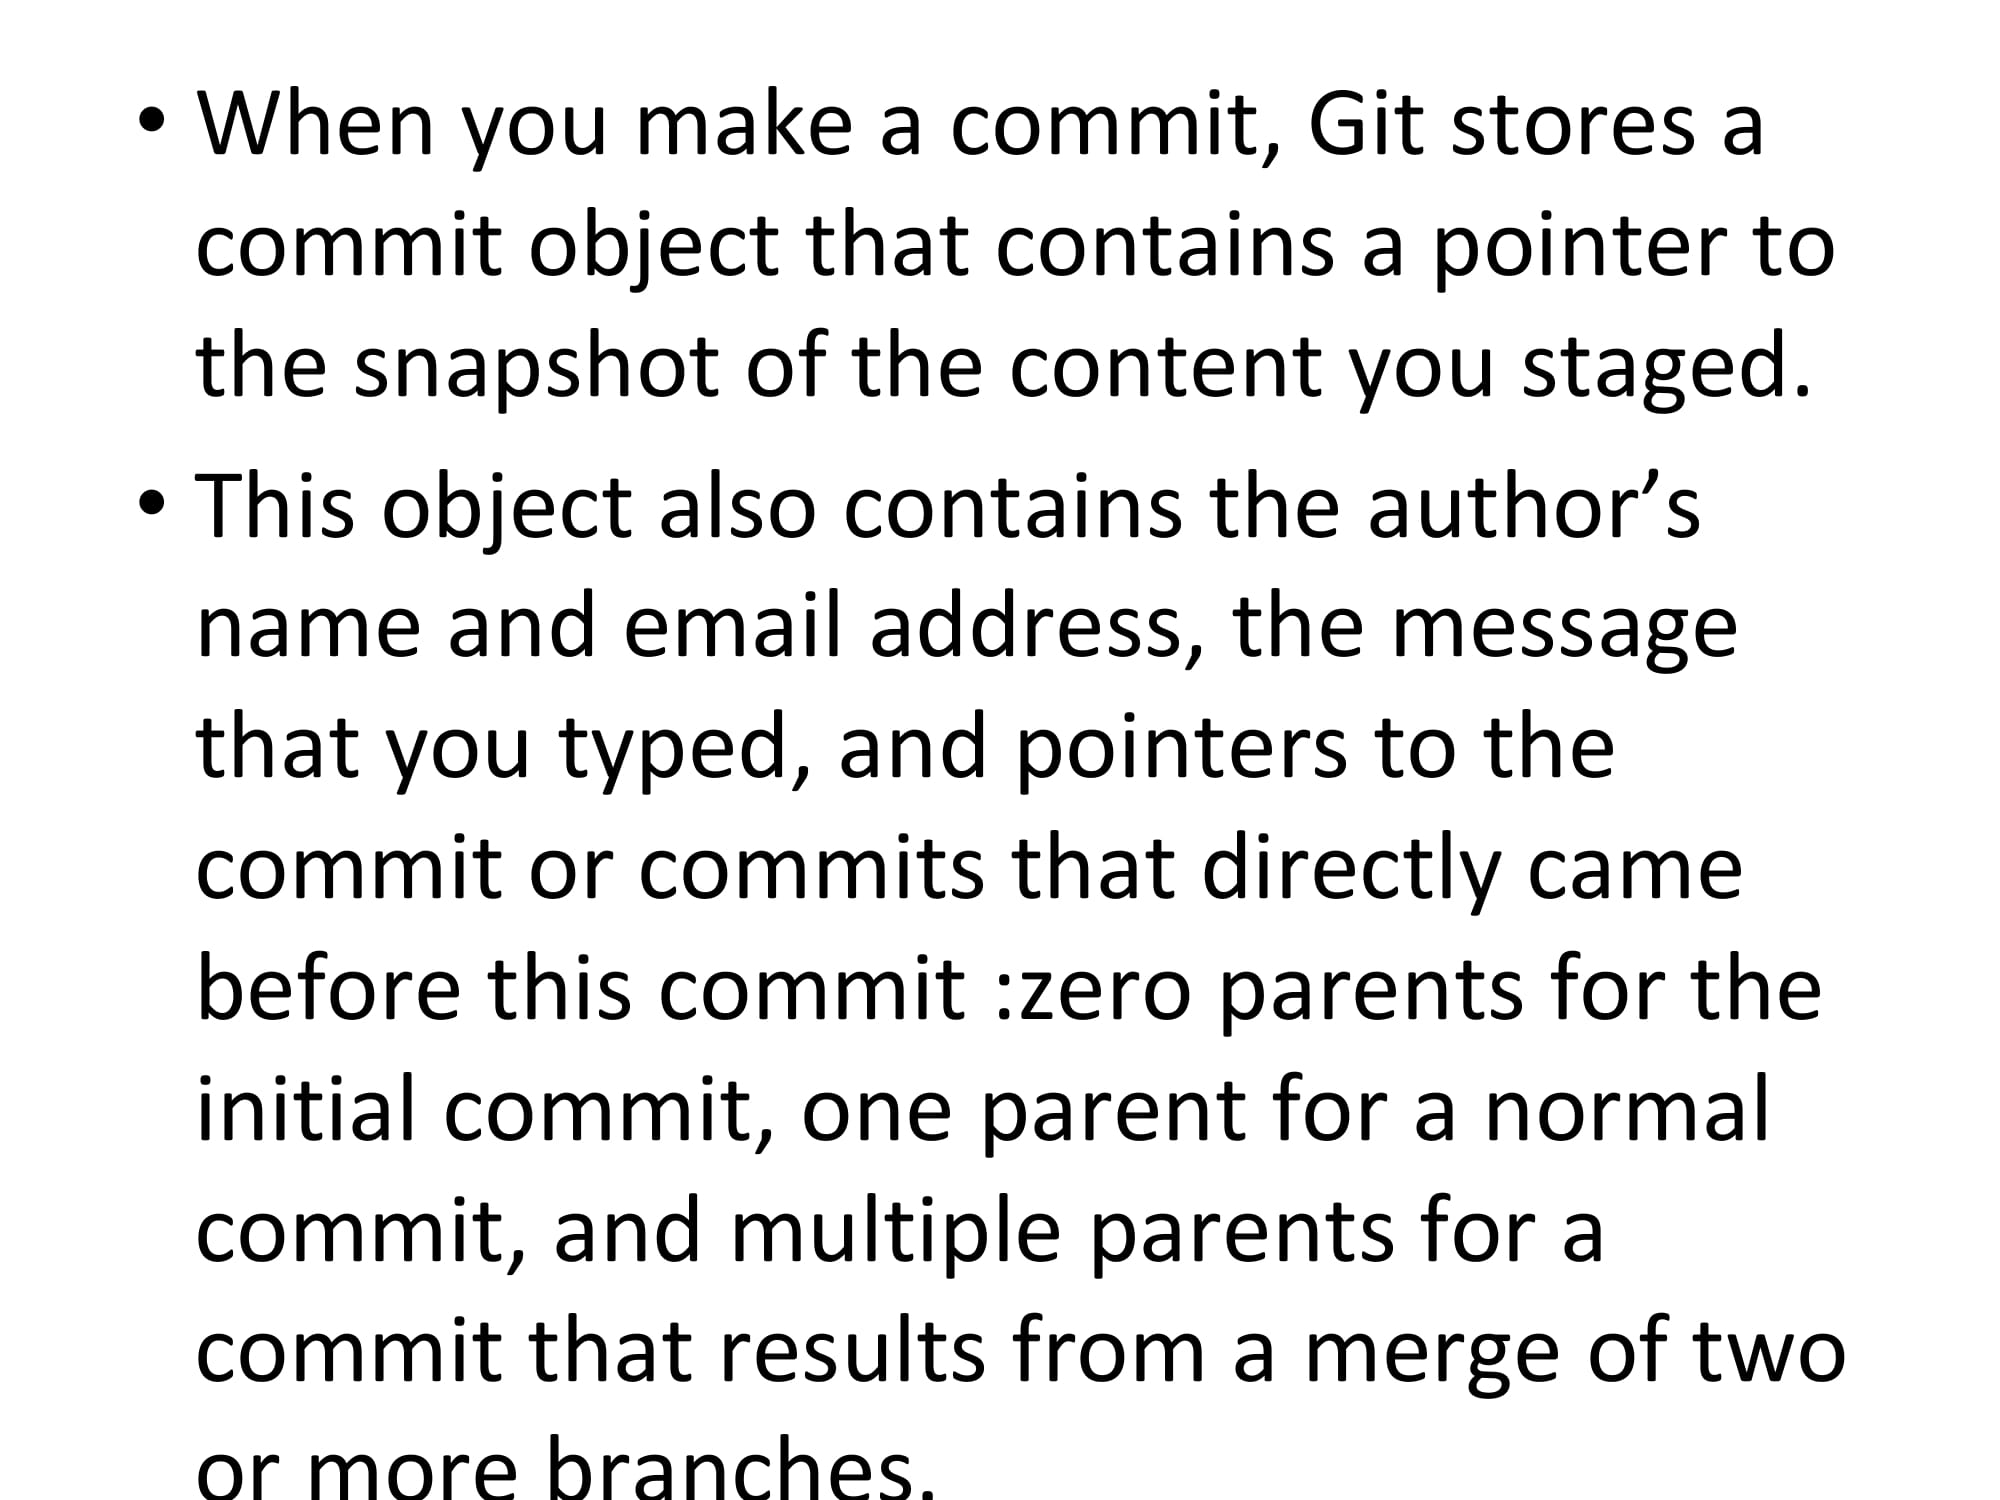 • When you make a commit, Git stores a
commit object that contains a pointer to
the snapshot of the content you staged.
• This object also contains the author’s
name and email address, the message
that you typed, and pointers to the
commit or commits that directly came
before this commit :zero parents for the
initial commit, one parent for a normal
commit, and multiple parents for a
commit that results from a merge of two
or more branches.